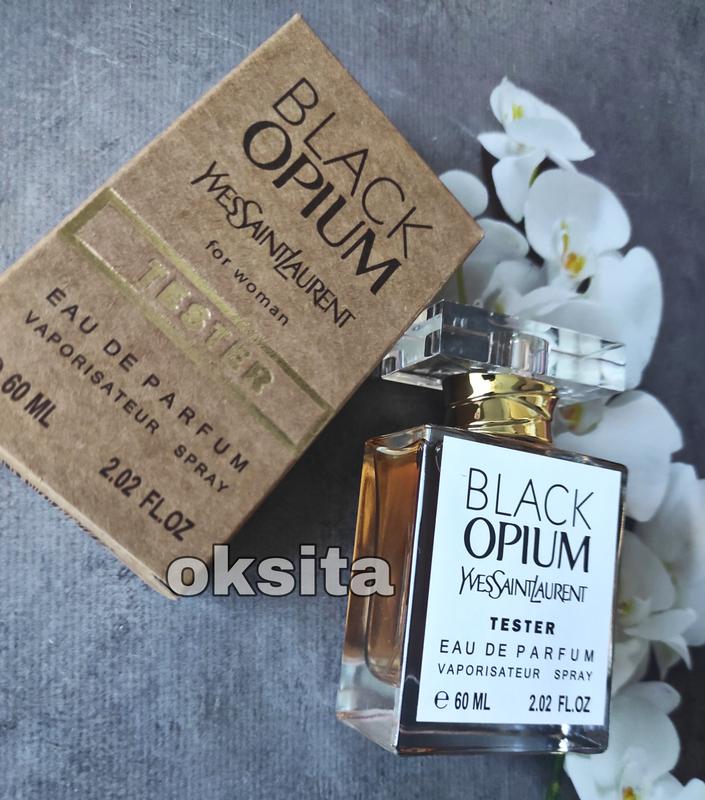 BLACK
OPIUM
YVESSAINTLAURENT
for woman
TESTER
EAU DE PARFUM
VAPORISATEUR SPRAY
60 ML
2.02 FL.OZ
oksita
BLACK
OPIUM
YVESSAINTLAURENT
TESTER
EAU DE PARFUM
VAPORISATEUR SPRAY
℮ 60 ML 2.02 FL.OZ